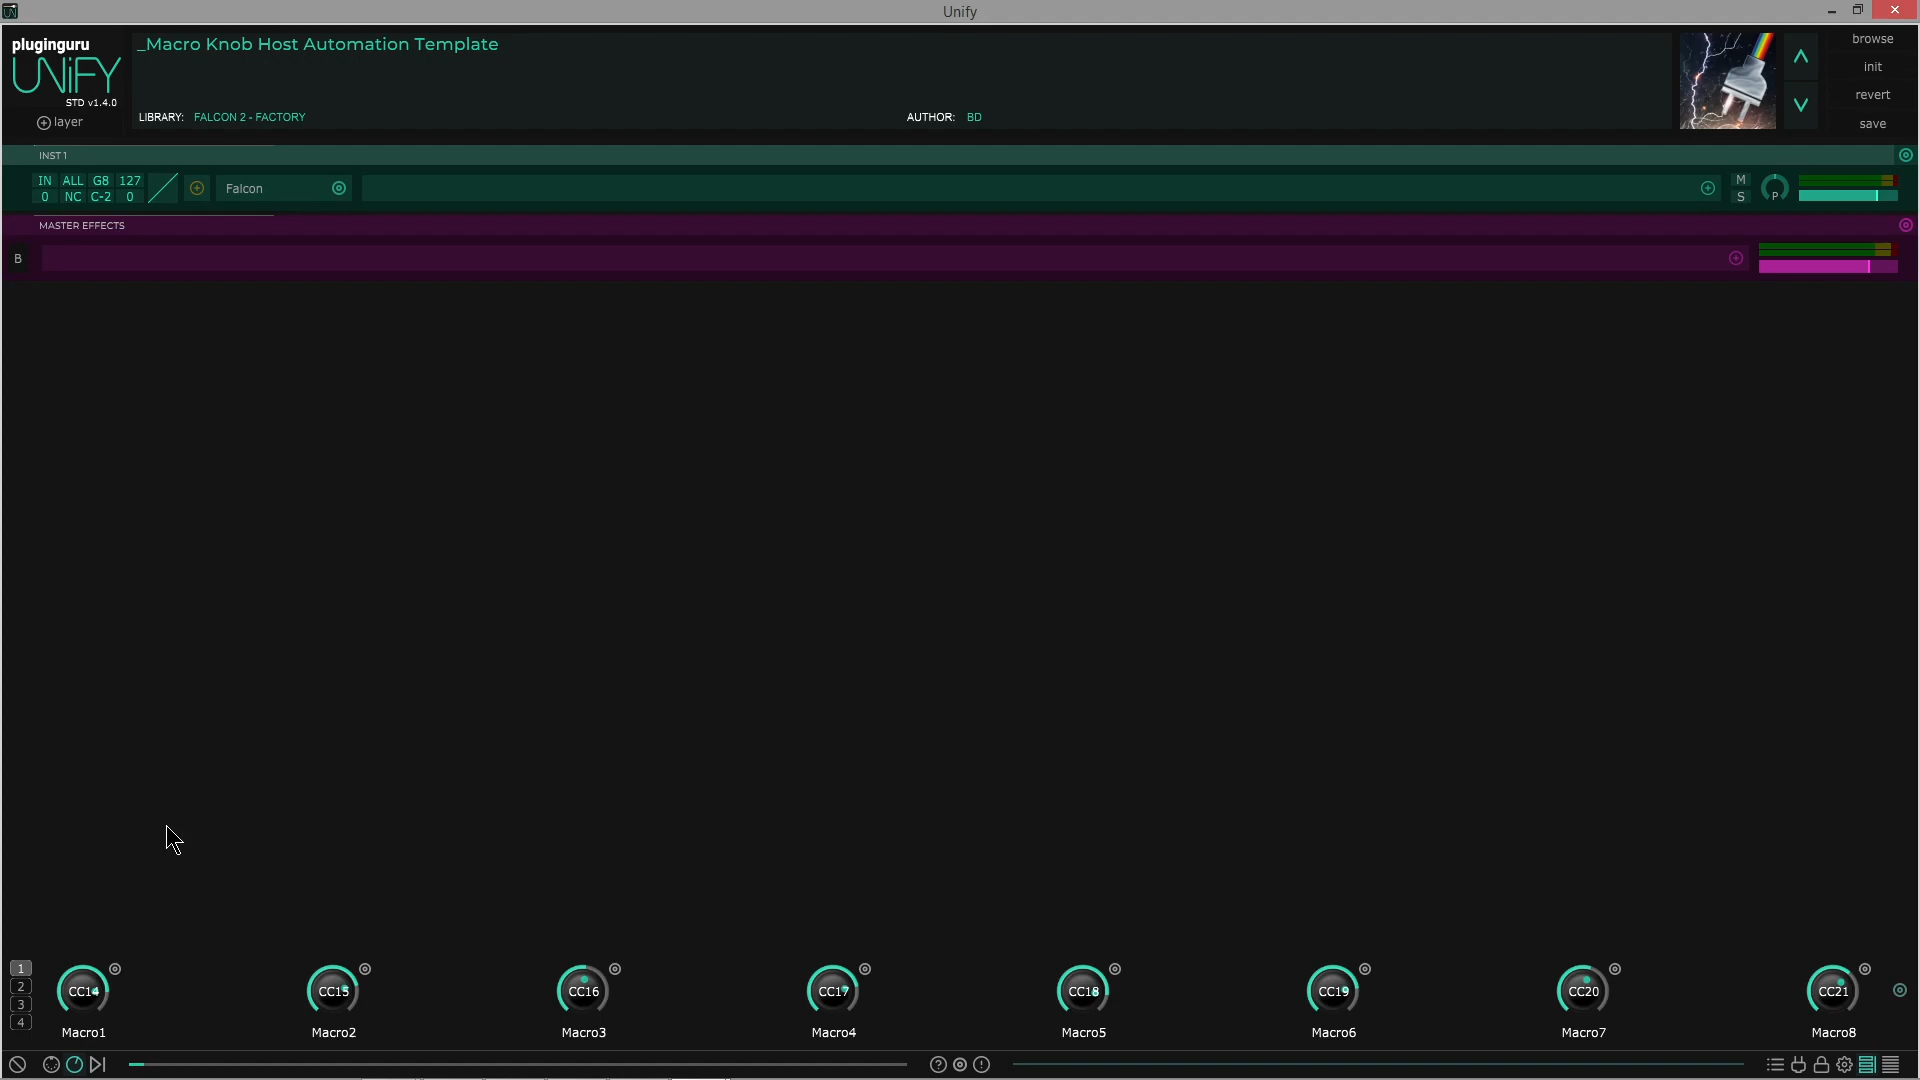 Unify
pluginguru
UNIFY
STD v1.4.0
layer
_Macro Knob Host Automation Template
LIBRARY: FALCON 2 - FACTORY
AUTHOR: BD
browse
init
revert
save
INST 1
IN ALL G8 127
0 NC C-2 0
Falcon
M
S
P
MASTER EFFECTS
B
1
2
3
4
CC14 CC15 CC16 CC17 CC18 CC19 CC20 CC21
Macro1 Macro2 Macro3 Macro4 Macro5 Macro6 Macro7 Macro8